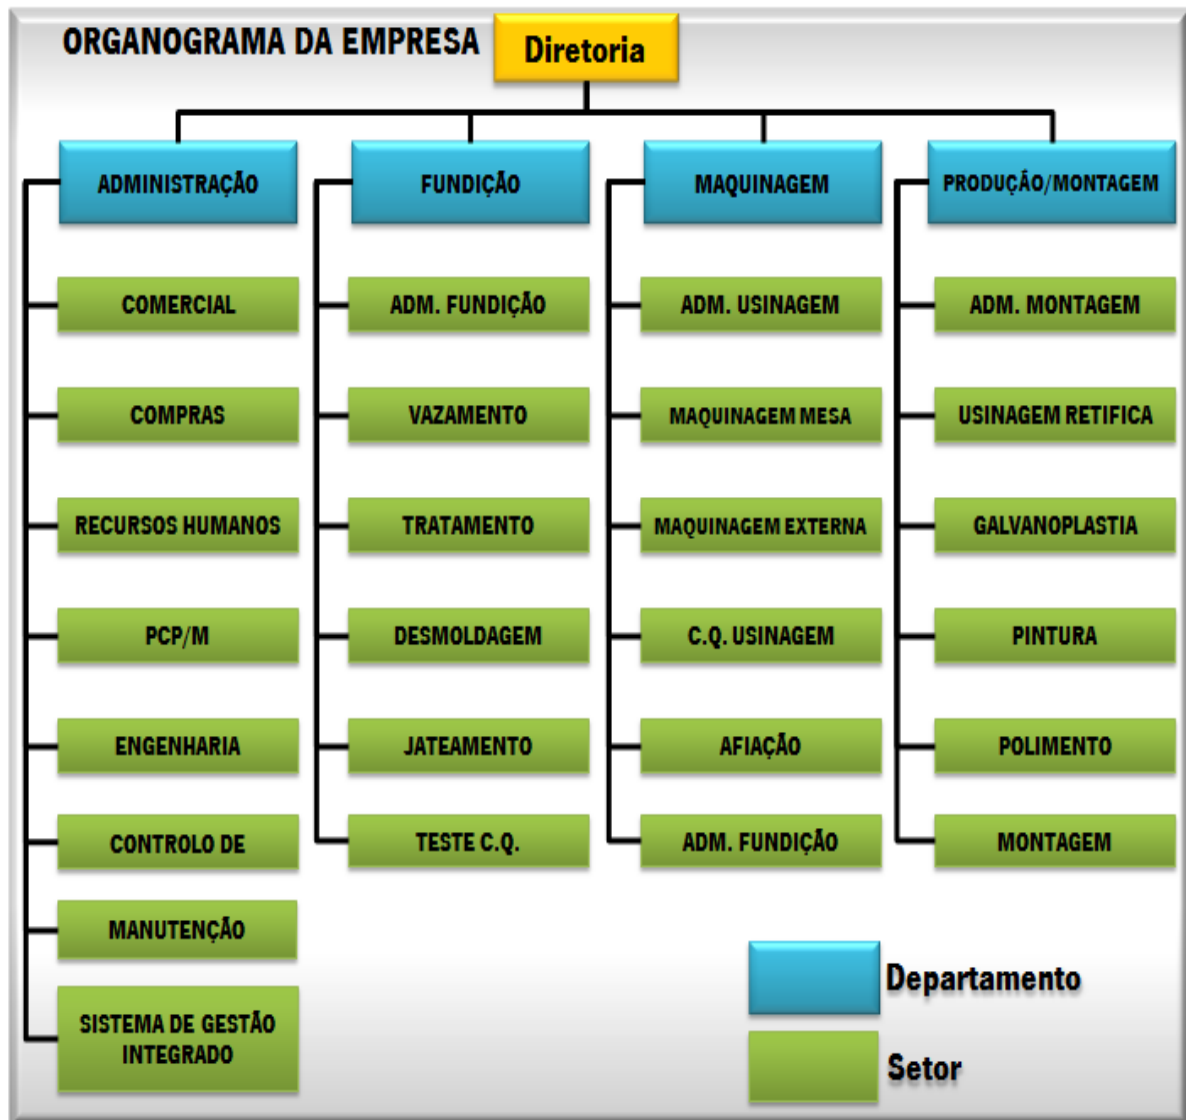 ORGANOGRAMA DA EMPRESA
Diretoria
ADMINISTRAÇÃO
COMERCIAL
COMPRAS
RECURSOS HUMANOS
PCP/M
ENGENHARIA
CONTROLO DE
MANUTENÇÃO
SISTEMA DE GESTÃO
INTEGRADO
FUNDIÇÃO
ADM. FUNDIÇÃO
VAZAMENTO
TRATAMENTO
DESMOLDAGEM
JATEAMENTO
TESTE C.Q.
MAQUINAGEM
ADM. USINAGEM
MAQUINAGEM MESA
MAQUINAGEM EXTERNA
C.Q. USINAGEM
AFIAÇÃO
ADM. FUNDIÇÃO
PRODUÇÃO/MONTAGEM
ADM. MONTAGEM
USINAGEM RETIFICA
GALVANOPLASTIA
PINTURA
POLIMENTO
MONTAGEM
Departamento
Setor